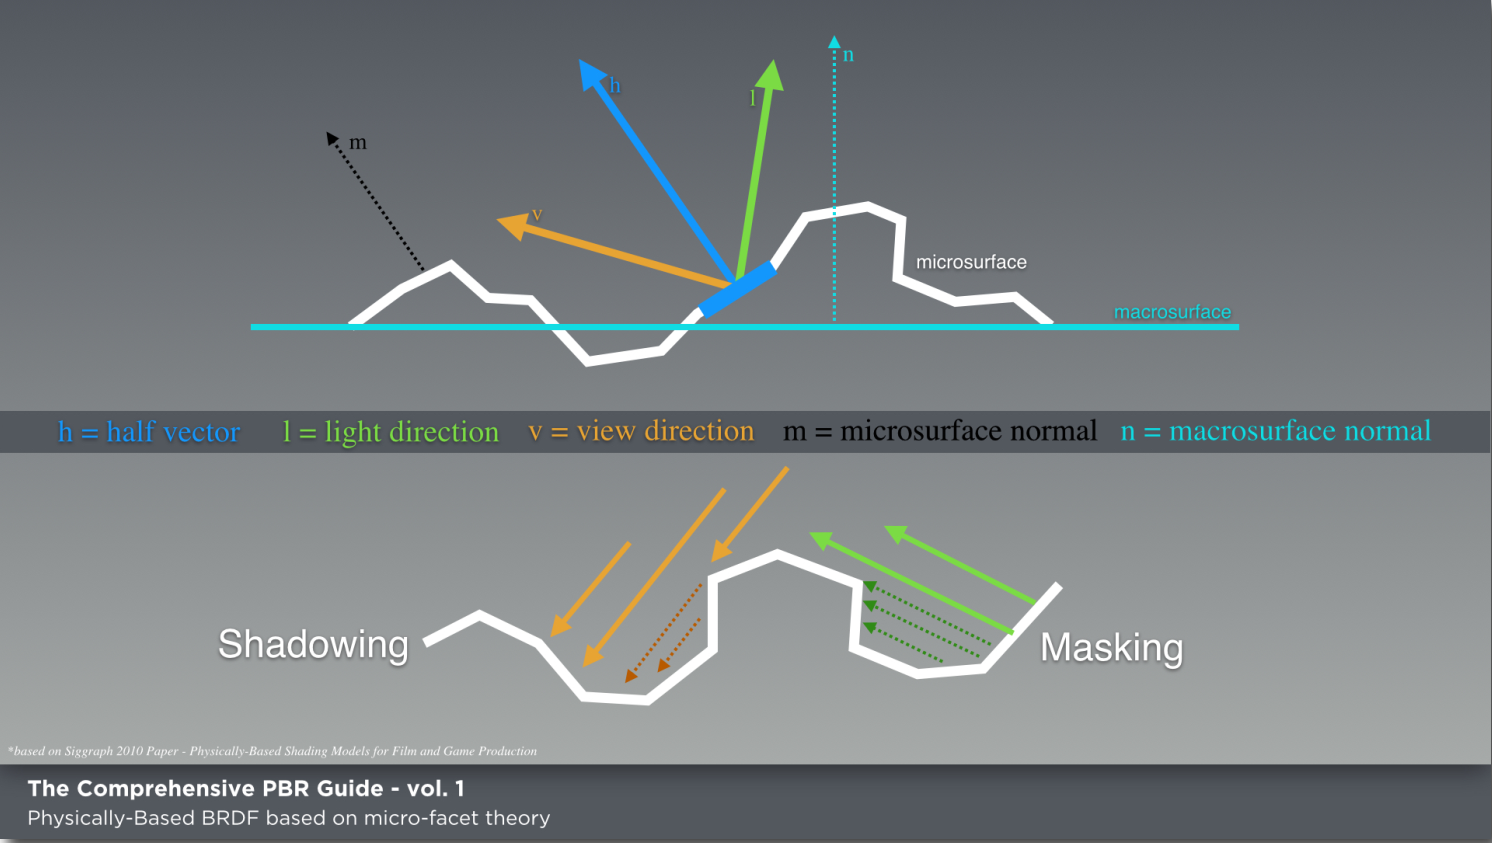 n
h
l
m
v
microsurface
macrosurface
h = half vector l = light direction v = view direction m = microsurface normal n = macrosurface normal
Shadowing
Masking
*based on Siggraph 2010 Paper - Physically-Based Shading Models for Film and Game Production
The Comprehensive PBR Guide - vol. 1
Physically-Based BRDF based on micro-facet theory